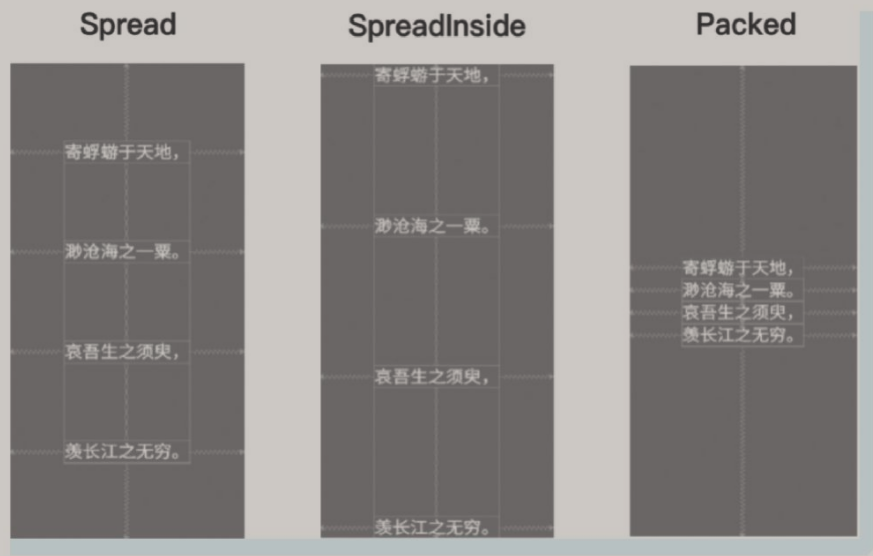 Spread
寄蜉蝣于天地，
渺沧海之一粟。
哀吾生之须臾，
羡长江之无穷。
SpreadInside
寄蜉蝣于天地，
渺沧海之一粟。
哀吾生之须臾，
羡长江之无穷。
Packed
寄蜉蝣于天地，
渺沧海之一粟。
哀吾生之须臾，
羡长江之无穷。